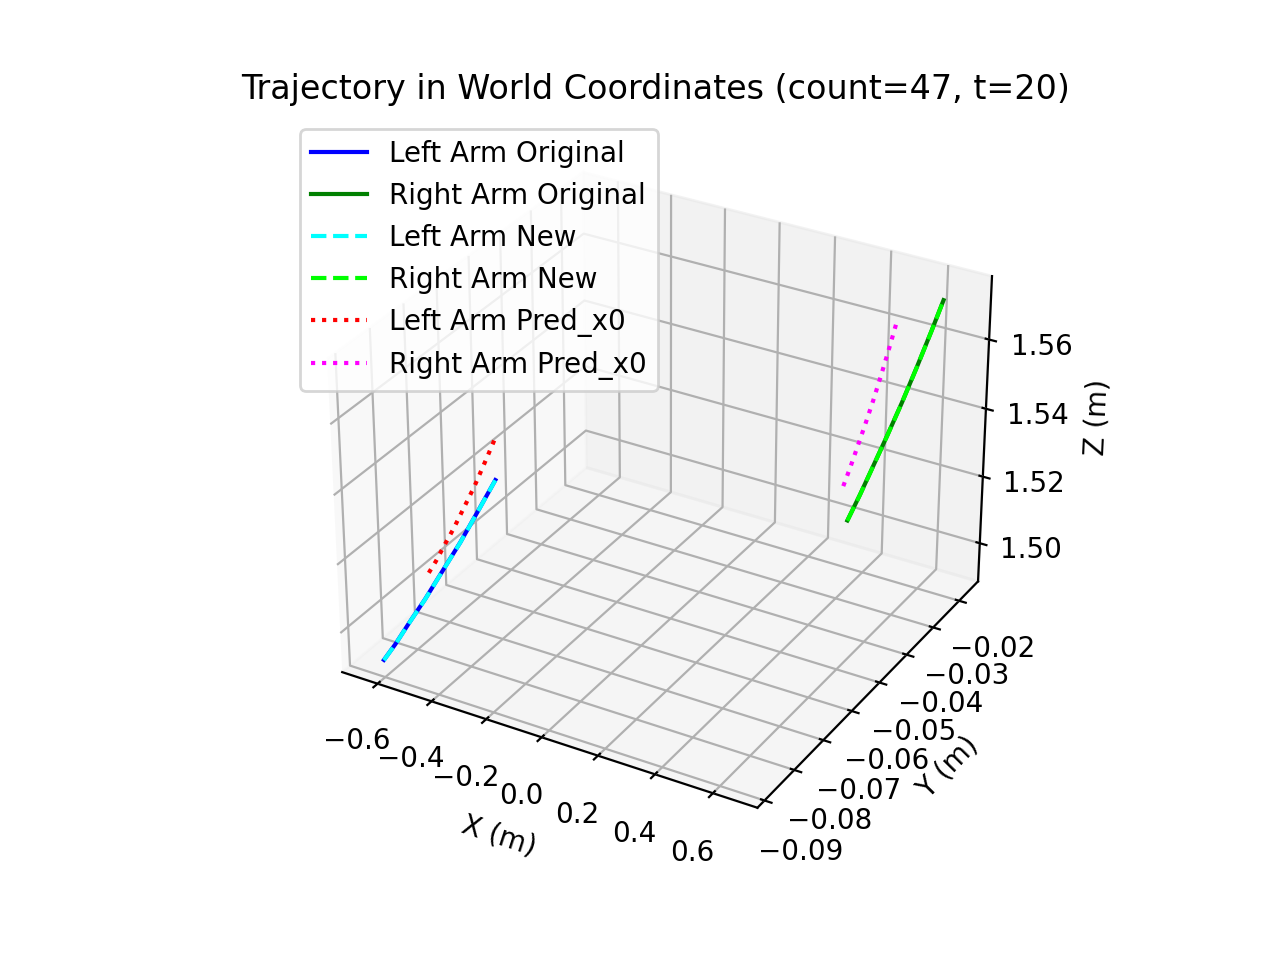 Trajectory in World Coordinates (count=47, t=20)
Left Arm Original
Right Arm Original
Left Arm New
Right Arm New
Left Arm Pred_x0
Right Arm Pred_x0
1.56
1.54
1.52
1.50
Z (m)
−0.02
−0.03
−0.04
−0.05
−0.06
−0.07
−0.08
−0.09
Y (m)
−0.6
−0.4
−0.2
0.0
0.2
0.4
0.6
X (m)